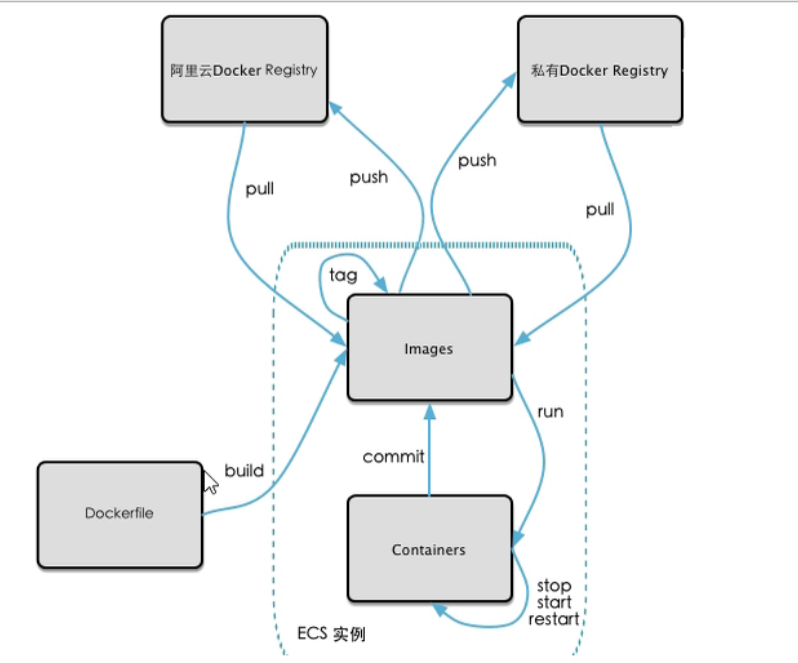 阿里云Docker Registry
私有Docker Registry
push
push
pull
pull
tag
Images
run
commit
build
Dockerfile
Containers
stop
start
restart
ECS 实例